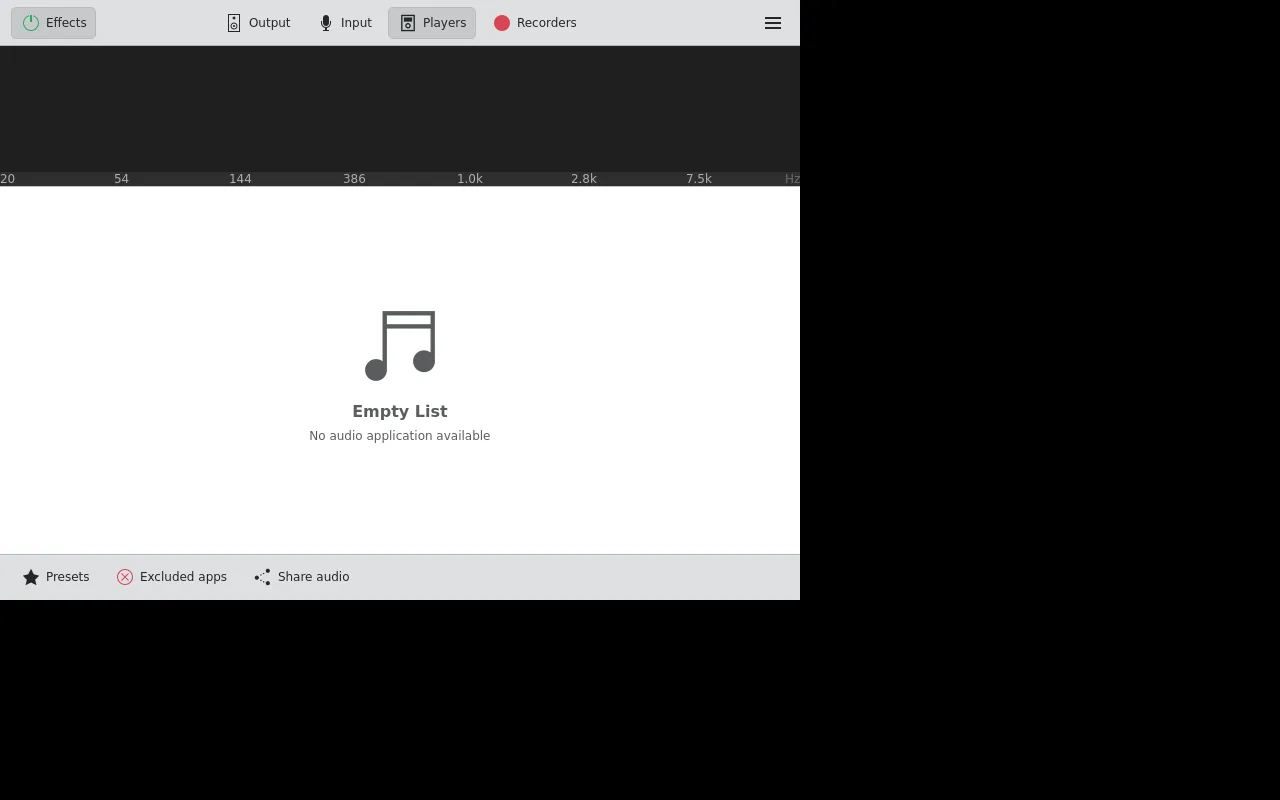 Effects Output Input Players Recorders
20 54 144 386 1.0k 2.8k 7.5k Hz
Empty List
No audio application available
Presets Excluded apps Share audio